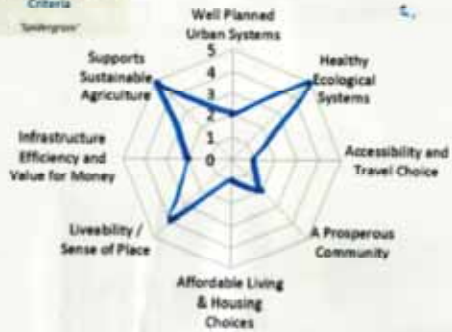 Criteria
"Spidergram"
Well Planned
Urban Systems
Healthy
Ecological
Systems
Accessibility and
Travel Choice
A Prosperous
Community
Affordable Living
& Housing
Choices
Liveability /
Sense of Place
Infrastructure
Efficiency and
Value for Money
Supports
Sustainable
Agriculture
5
4
3
2
1
0